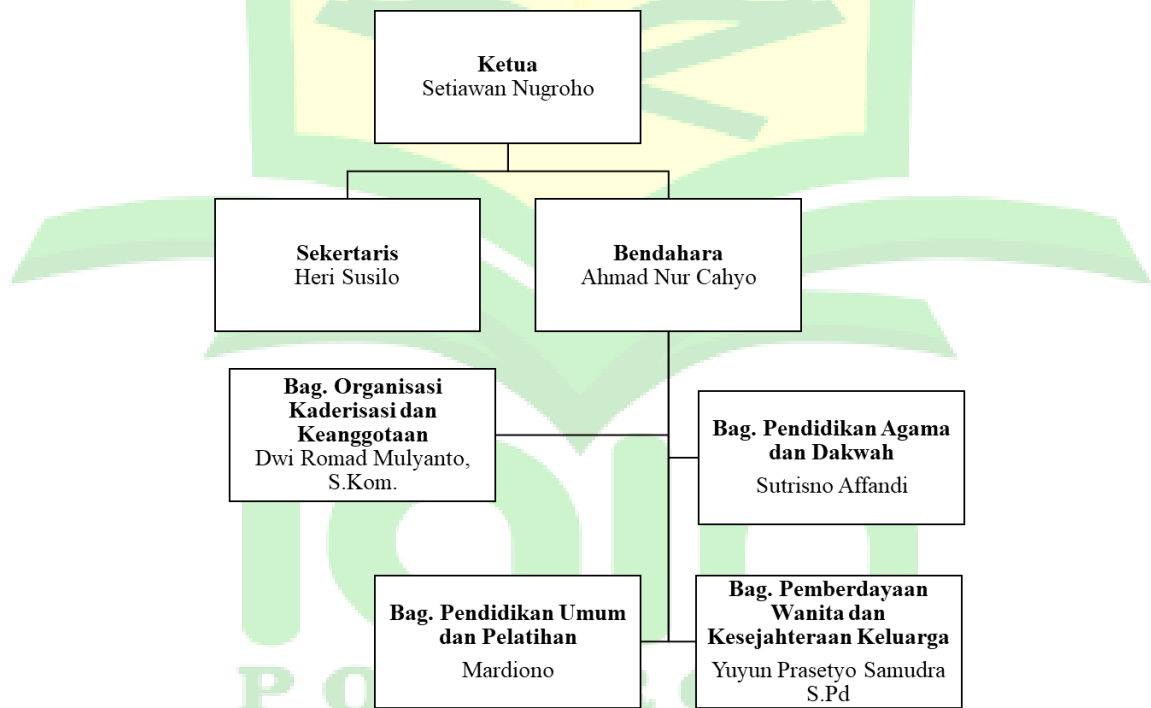 Ketua
Setiawan Nugroho
Sekertaris
Heri Susilo
Bendahara
Ahmad Nur Cahyo
Bag. Organisasi
Kaderisasi dan
Keanggotaan
Dwi Romad Mulyanto,
S.Kom.
Bag. Pendidikan Agama
dan Dakwah
Sutrisno Affandi
Bag. Pendidikan Umum
dan Pelatihan
Mardiono
Bag. Pemberdayaan
Wanita dan
Kesejahteraan Keluarga
Yuyun Prasetyo Samudra
S.Pd